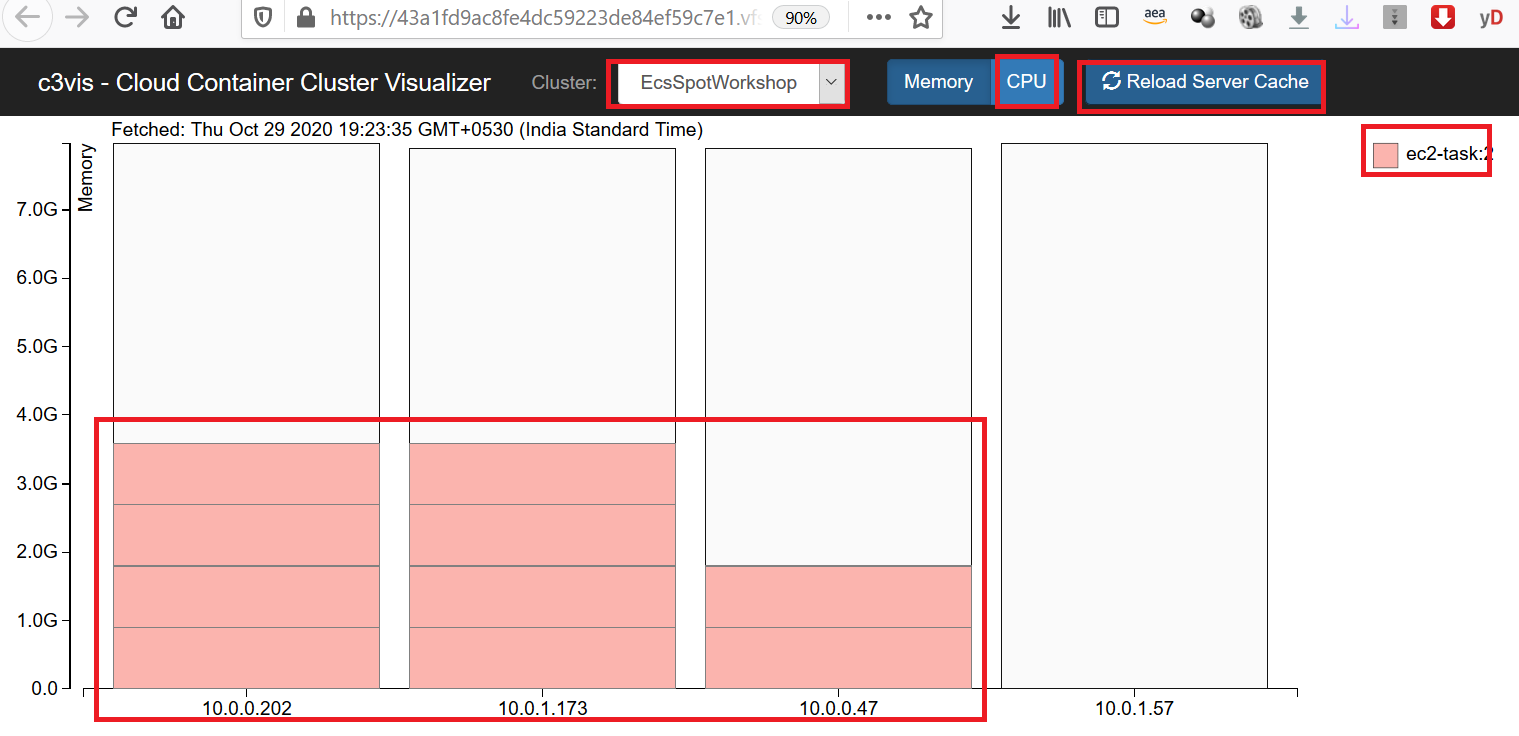 https://43a1fd9ac8fe4dc59223de84ef59c7e1.vfs 90%
aea
yD
c3vis - Cloud Container Cluster Visualizer Cluster: EcsSpotWorkshop Memory CPU Reload Server Cache
Fetched: Thu Oct 29 2020 19:23:35 GMT+0530 (India Standard Time)
Memory
ec2-task:2
7.0G
6.0G
5.0G
4.0G
3.0G
2.0G
1.0G
0.0
10.0.0.202 10.0.1.173 10.0.0.47 10.0.1.57